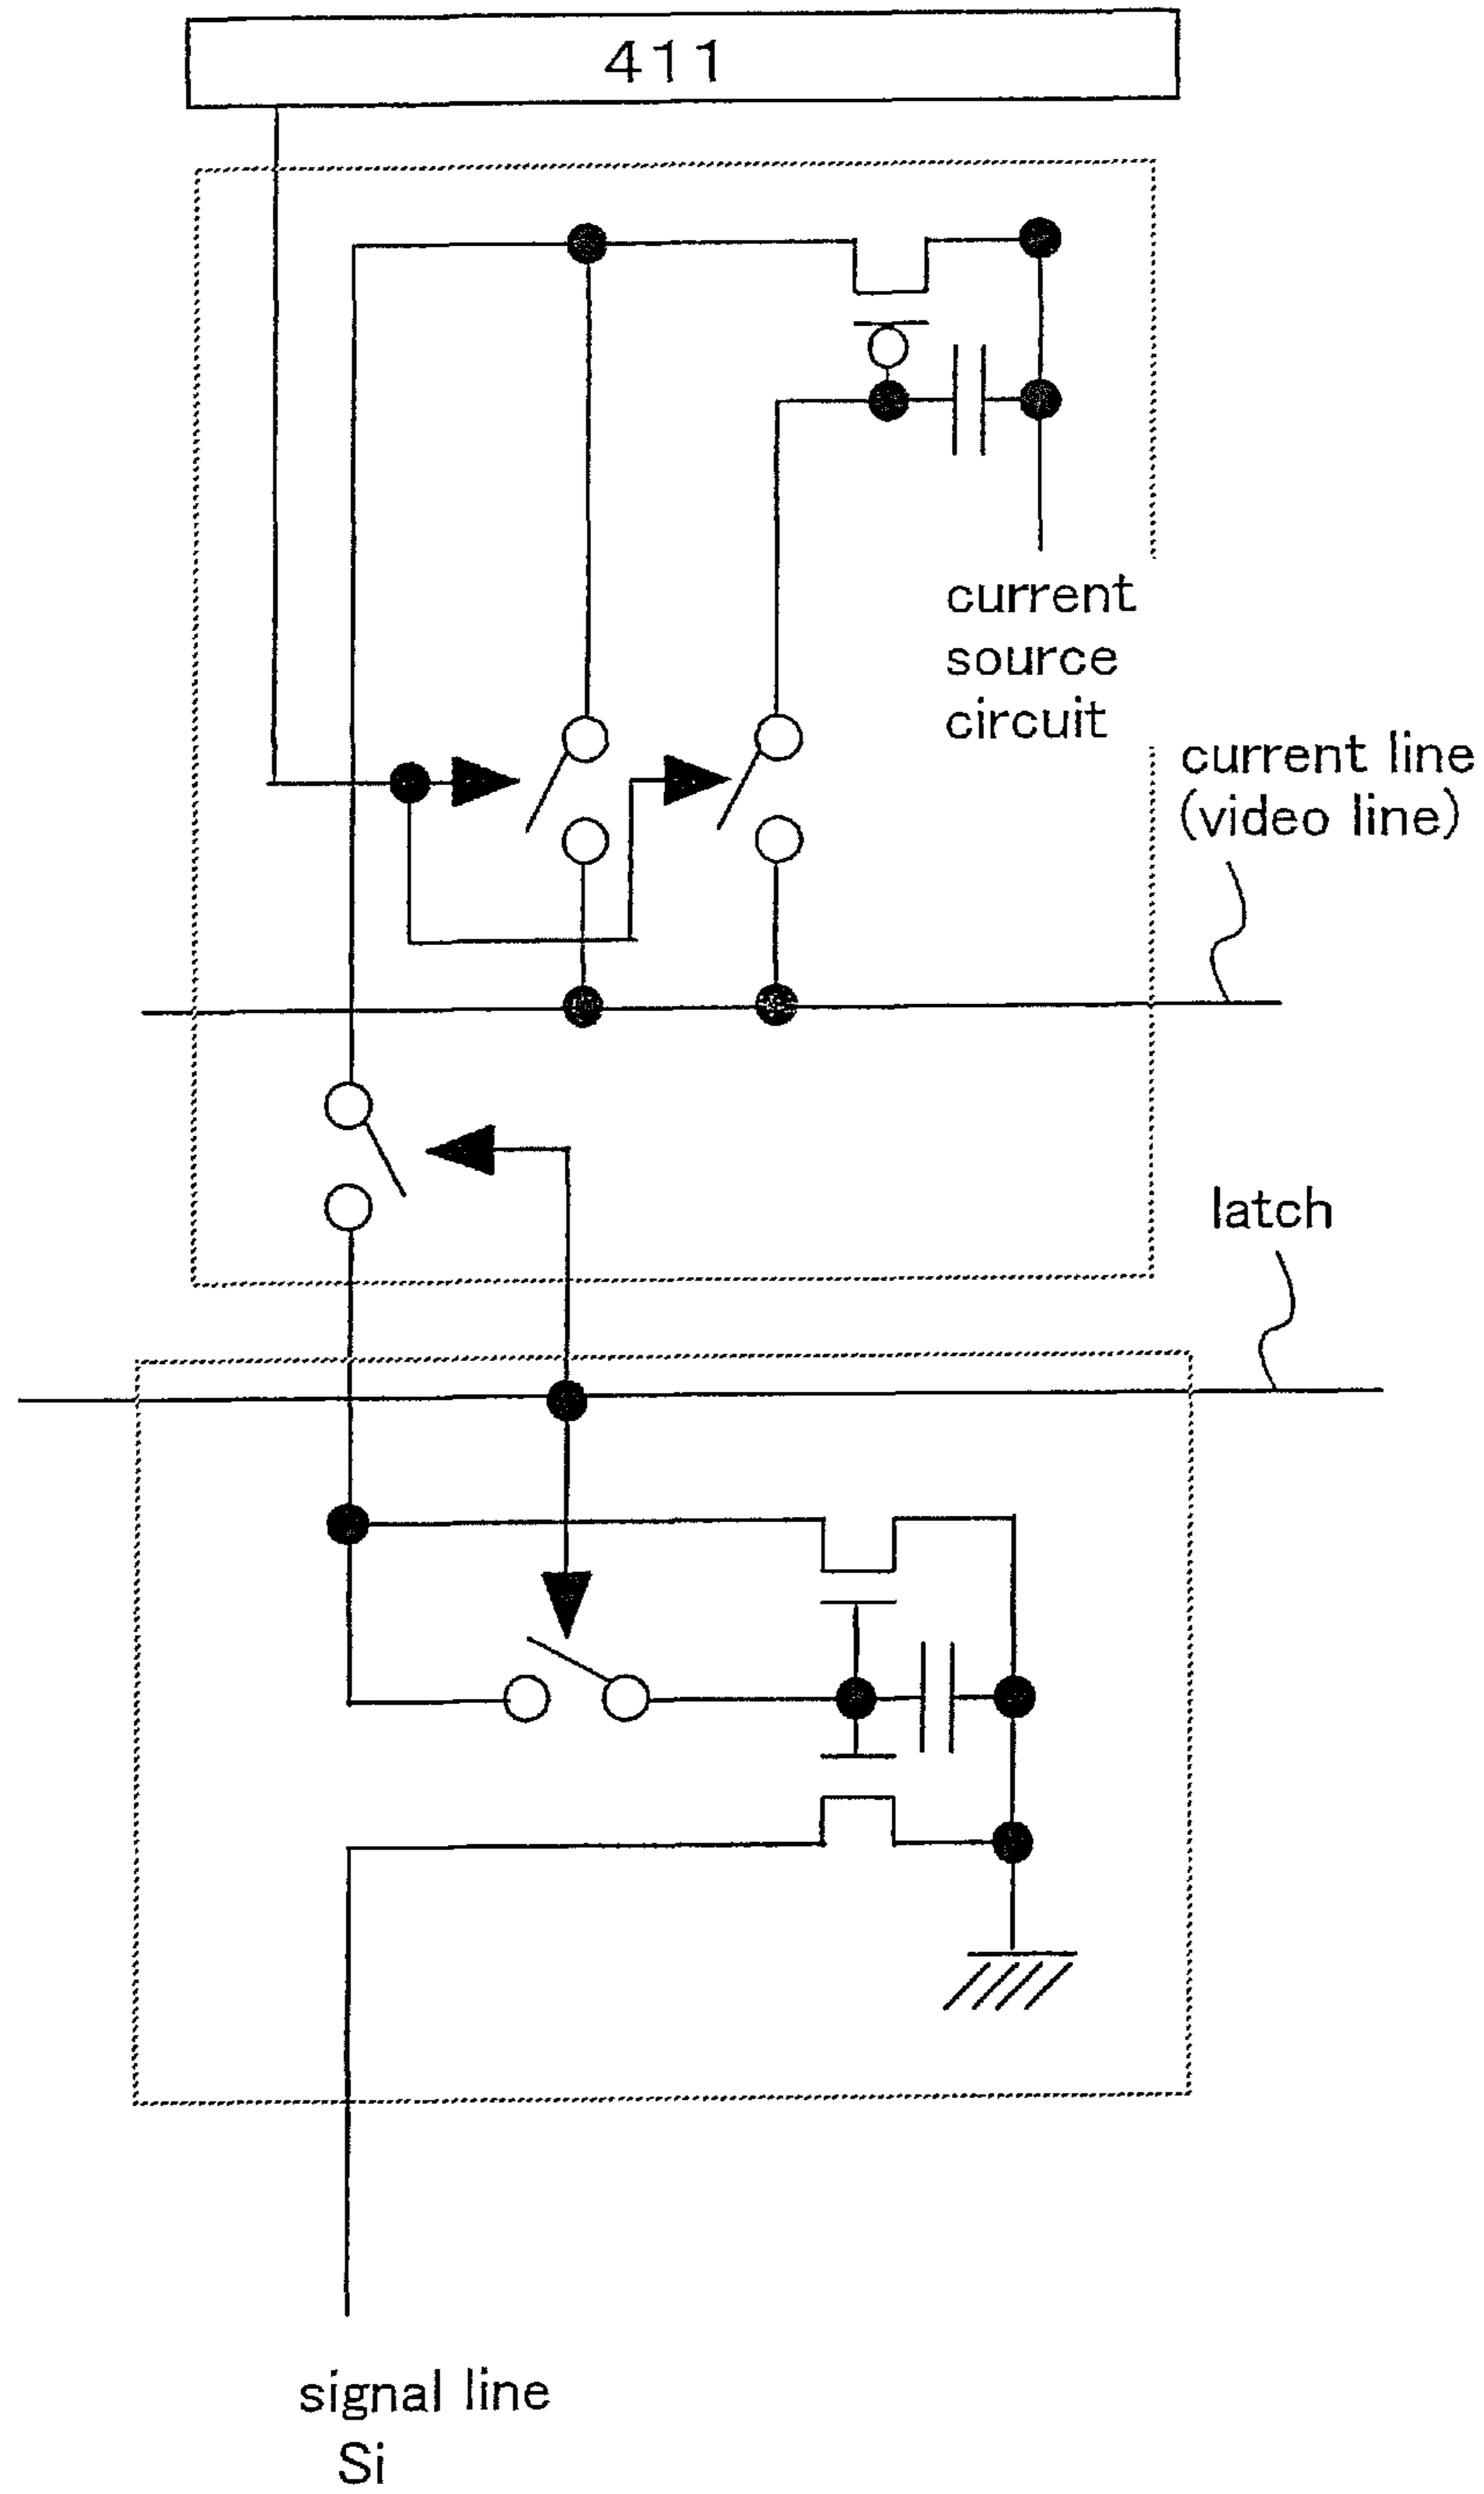 411
current
source
circuit
current line
(video line)
latch
signal line
Si